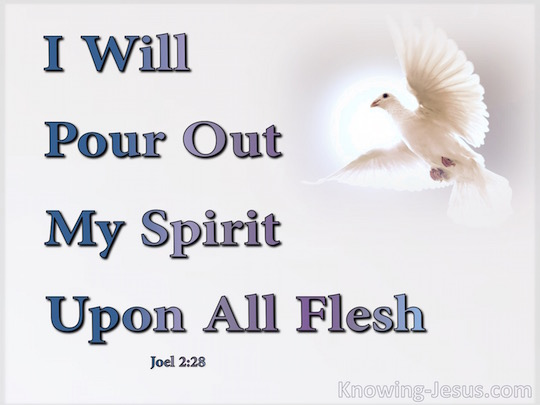 I Will
Pour Out
My Spirit
Upon All Flesh
Joel 2:28
Knowing-Jesus.com